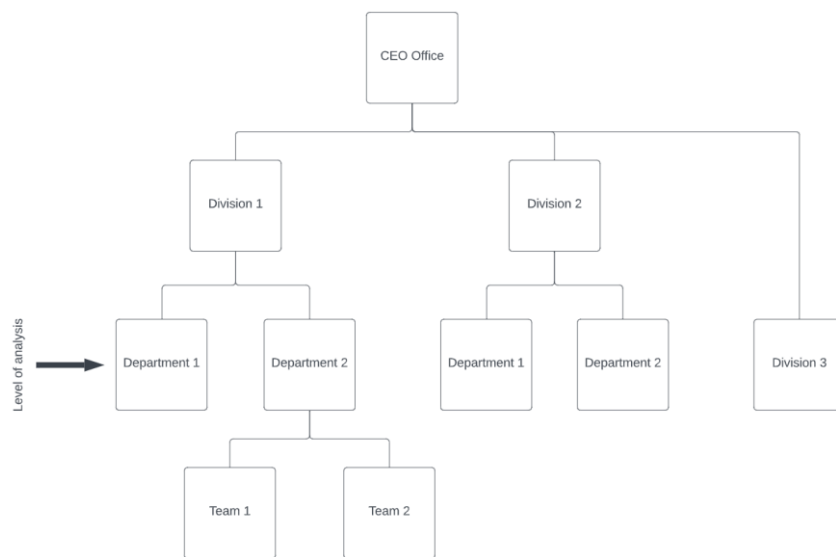 CEO Office
Division 1
Division 2
Level of analysis
Department 1
Department 2
Department 1
Department 2
Division 3
Team 1
Team 2